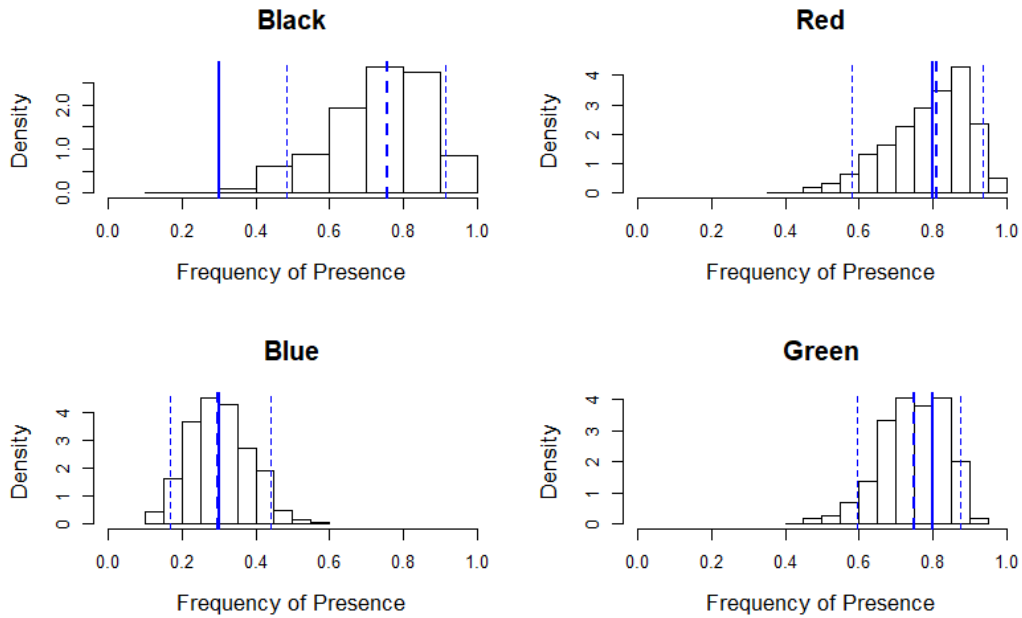 Black
Density
0.0 1.0 2.0
0.0 0.2 0.4 0.6 0.8 1.0
Frequency of Presence
Red
Density
0 1 2 3 4
0.0 0.2 0.4 0.6 0.8 1.0
Frequency of Presence
Blue
Density
0 1 2 3 4
0.0 0.2 0.4 0.6 0.8 1.0
Frequency of Presence
Green
Density
0 1 2 3 4
0.0 0.2 0.4 0.6 0.8 1.0
Frequency of Presence